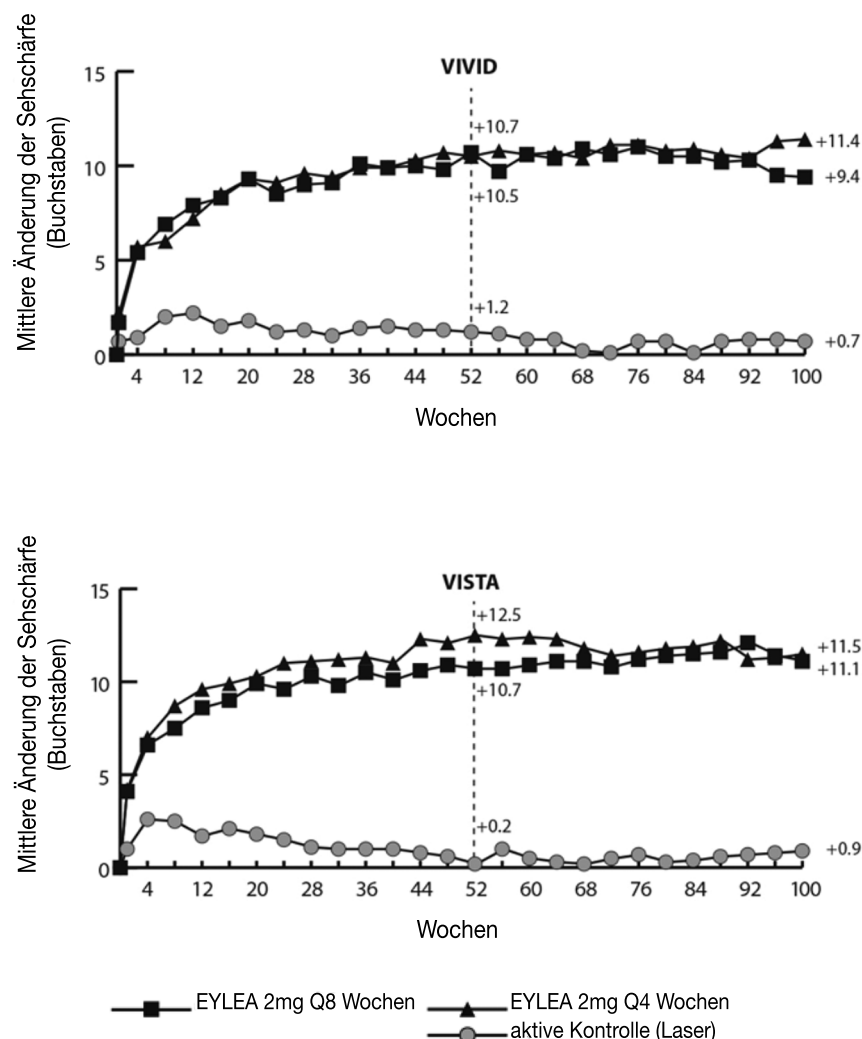 Mittlere Änderung der Sehschärfe
(Buchstaben)
VIVID
15
10
5
0
+10.7
+10.5
+1.2
+11.4
+9.4
+0.7
4 12 20 28 36 44 52 60 68 76 84 92 100
Wochen
Mittlere Änderung der Sehschärfe
(Buchstaben)
VISTA
15
10
5
0
+12.5
+10.7
+0.2
+11.5
+11.1
+0.9
4 12 20 28 36 44 52 60 68 76 84 92 100
Wochen
EYLEA 2mg Q8 Wochen EYLEA 2mg Q4 Wochen
aktive Kontrolle (Laser)